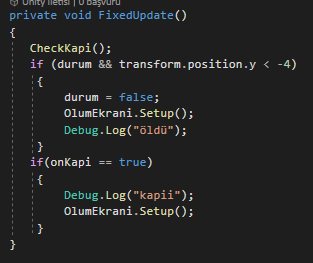 Unity İletisi | 0 başvuru
private void FixedUpdate()
{
CheckKapi();
if (durum && transform.position.y < -4)
{
durum = false;
OlumEkrani.Setup();
Debug.Log("öldü");
}
if(onKapi == true)
{
Debug.Log("kapii");
OlumEkrani.Setup();
}
}